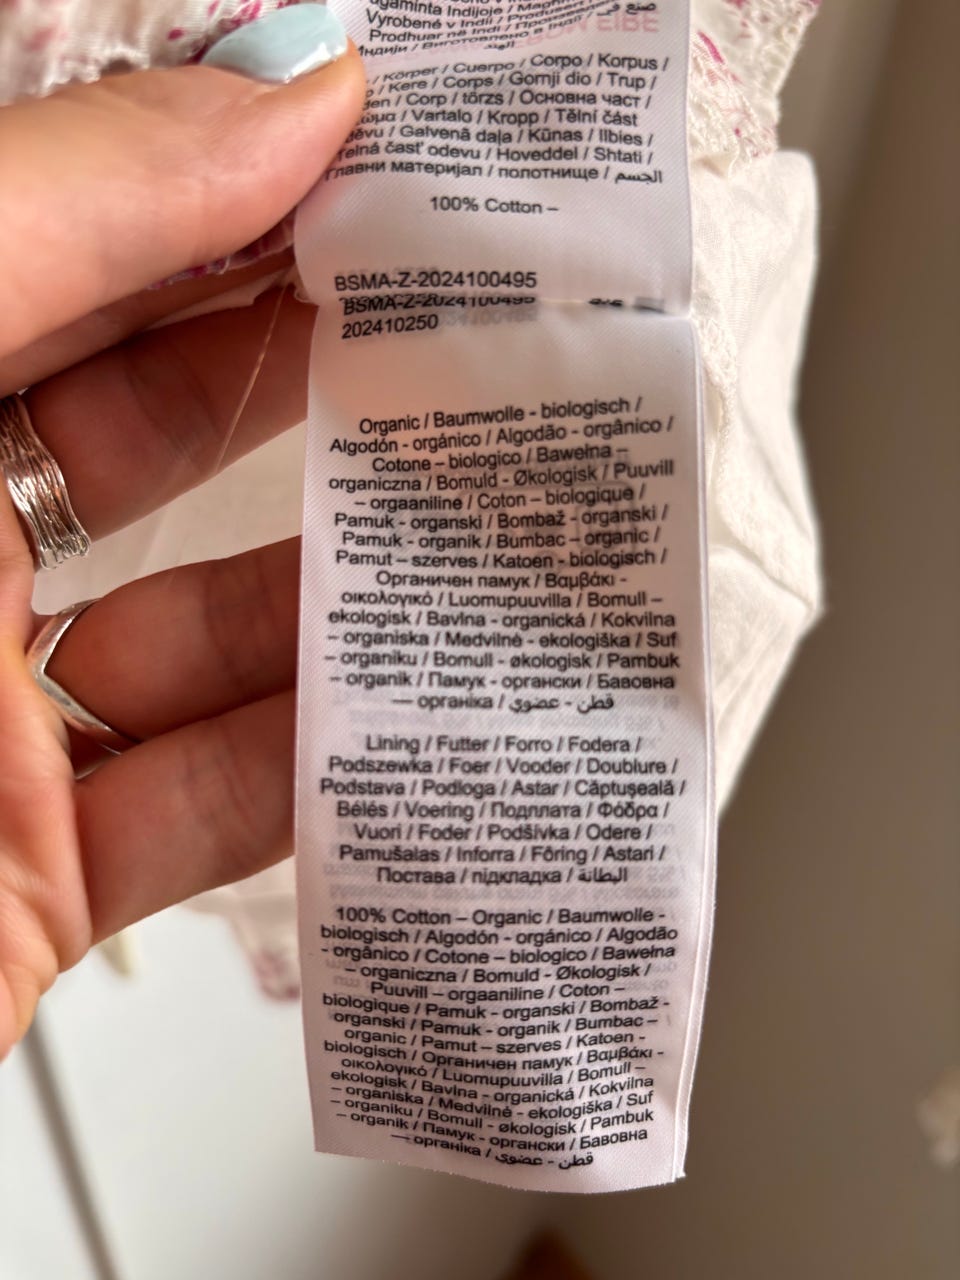 Vyrobené v Indii /
Prodhuar në Indi /
/ Körper / Cuerpo / Corpo / Korpus /
/ Kere / Corps / Gornji dio / Trup /
/ Corp / törzs / Основна част /
/ Vartalo / Kropp / Tělní část
/ Galvenā daļa / Kūnas / Ilbies /
Telná časť odevu / Hoveddel / Shtati /
Главни материјал / полотнище / الجسم
100% Cotton –
BSMA-Z-2024100495
BSMA-Z-2024100495
202410250
Organic / Baumwolle - biologisch /
Algodón - orgánico / Algodão - orgânico /
Cotone – biologico / Bawełna –
organiczna / Bomuld - Økologisk / Puuvill
– orgaaniline / Coton – biologique /
Pamuk - organski / Bombaž - organski /
Pamuk - organik / Bumbac – organic /
Pamut – szerves / Katoen - biologisch /
Органичен памук / Βαμβάκι -
οικολογικό / Luomupuuvilla / Bomull –
ekologisk / Bavlna - organická / Kokvilna
– organiska / Medvilnė - ekologiška / Suf
– organiku / Bomull - økologisk / Pambuk
– organik / Памук - органски / Бавовна
— органіка / قطن - عضوي
Lining / Futter / Forro / Fodera /
Podszewka / Foer / Vooder / Doublure /
Podstava / Podloga / Astar / Căptușeală /
Bélés / Voering / Подплата / Φόδρα /
Vuori / Foder / Podšívka / Odere /
Pamušalas / Inforra / Fôring / Astari /
Постава / підкладка / البطانة
100% Cotton – Organic / Baumwolle -
biologisch / Algodón - orgánico / Algodão
- orgânico / Cotone – biologico / Bawełna
– organiczna / Bomuld - Økologisk /
Puuvill – orgaaniline / Coton –
biologique / Pamuk - organski / Bombaž -
organski / Pamuk - organik / Bumbac –
organic / Pamut – szerves / Katoen -
biologisch / Органичен памук / Βαμβάκι -
οικολογικό / Luomupuuvilla / Bomull –
ekologisk / Bavlna - organická / Kokvilna
– organiska / Medvilnė - ekologiška / Suf
– organiku / Bomull - økologisk / Pambuk
– organik / Памук - органски / Бавовна
— органіка / قطن - عضوي